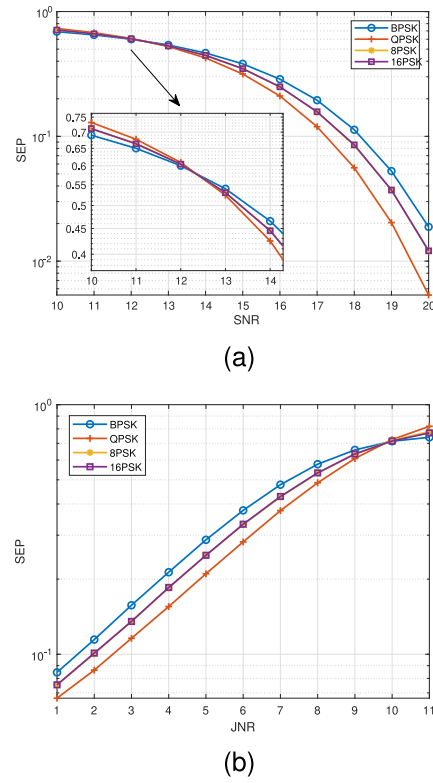 10⁰
10⁻¹
10⁻²
SEP
BPSK
QPSK
8PSK
16PSK
0.75
0.7
0.65
0.6
0.55
0.5
0.45
0.4
10 11 12 13 14
10 11 12 13 14 15 16 17 18 19 20
SNR
(a)
10⁰
10⁻¹
SEP
BPSK
QPSK
8PSK
16PSK
1 2 3 4 5 6 7 8 9 10 11
JNR
(b)